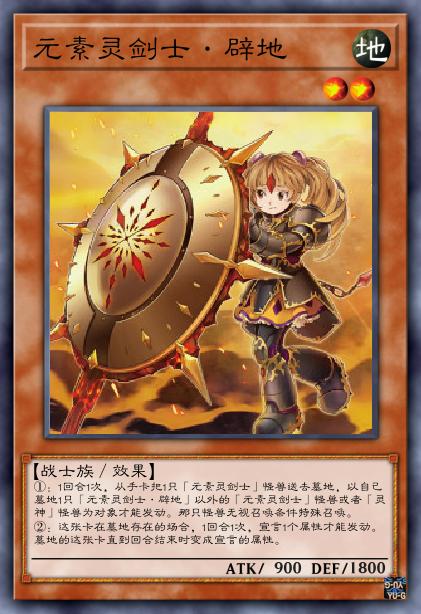 元素灵剑士·辟地
地
【战士族／效果】
①：1回合1次，从手卡把1只「元素灵剑士」怪兽送去墓地，以自己
墓地1只「元素灵剑士·辟地」以外的「元素灵剑士」怪兽或者「灵
神」怪兽为对象才能发动。那只怪兽无视召唤条件特殊召唤。
②：这张卡在墓地存在的场合，1回合1次，宣言1个属性才能发动。
墓地的这张卡直到回合结束时变成宣言的属性。
ATK/ 900 DEF/1800